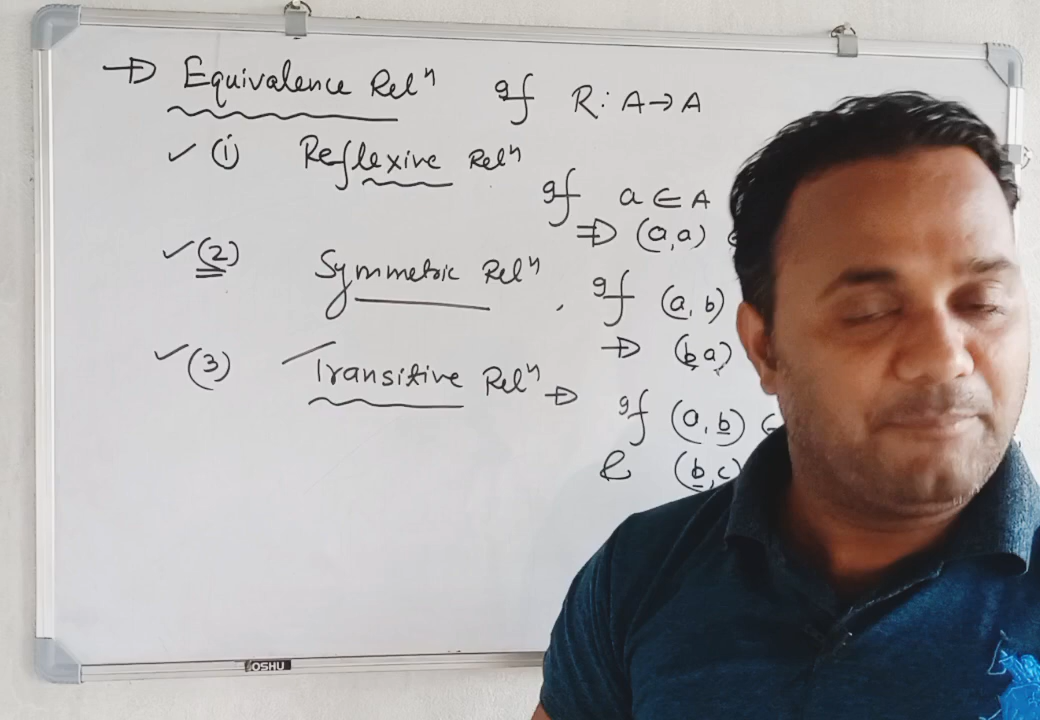 → Equivalence Relⁿ If R: A→A
✓ (1) Reflexive Relⁿ
If a ∈ A
⇒ (a,a) ∈
✓ (2) Symmetric Relⁿ, If (a, b)
→ (b a)
✓ (3) Transitive Relⁿ → If (a, b) ∈
& (b,c)
OSHU